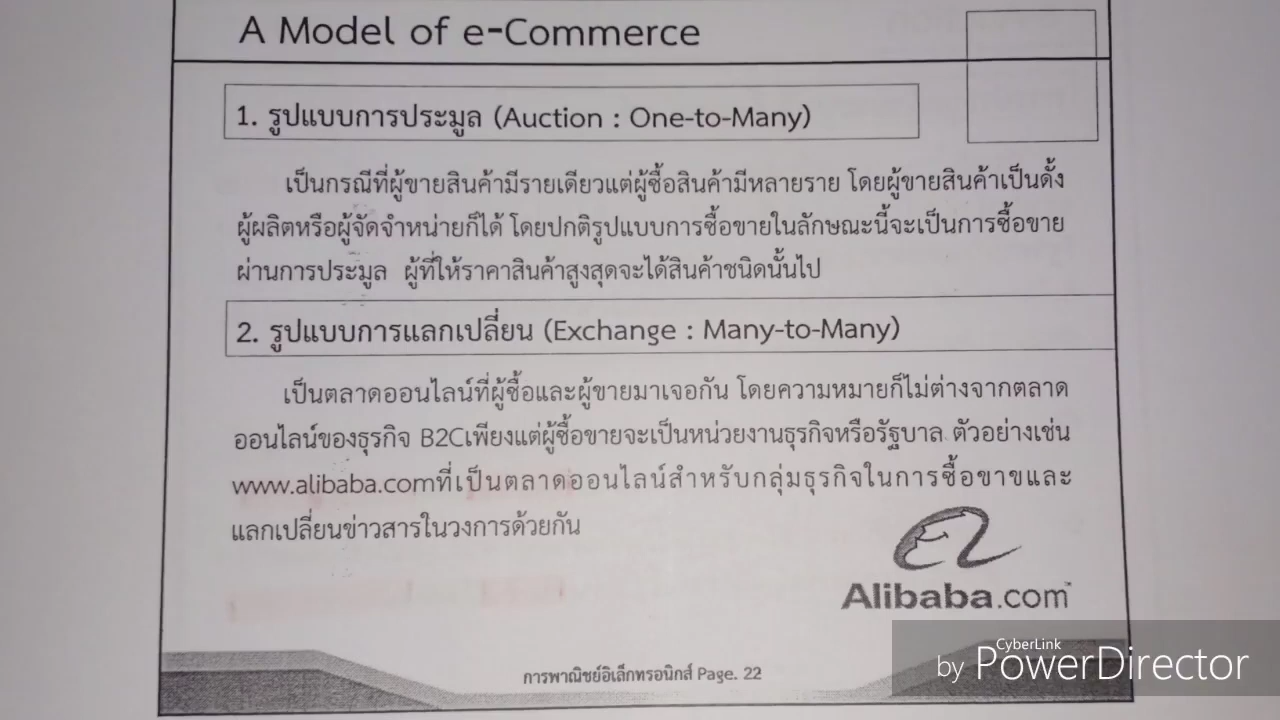 A Model of e-Commerce
1. รูปแบบการประมูล (Auction : One-to-Many)
เป็นกรณีที่ผู้ขายสินค้ามีรายเดียวแต่ผู้ซื้อสินค้ามีหลายราย โดยผู้ขายสินค้าเป็นดั้ง
ผู้ผลิตหรือผู้จัดจำหน่ายก็ได้ โดยปกติรูปแบบการซื้อขายในลักษณะนี้จะเป็นการซื้อขาย
ผ่านการประมูล ผู้ที่ให้ราคาสินค้าสูงสุดจะได้สินค้าชนิดนั้นไป
2. รูปแบบการแลกเปลี่ยน (Exchange : Many-to-Many)
เป็นตลาดออนไลน์ที่ผู้ซื้อและผู้ขายมาเจอกัน โดยความหมายก็ไม่ต่างจากตลาด
ออนไลน์ของธุรกิจ B2Cเพียงแต่ผู้ซื้อขายจะเป็นหน่วยงานธุรกิจหรือรัฐบาล ตัวอย่างเช่น
www.alibaba.comที่เป็นตลาดออนไลน์สำหรับกลุ่มธุรกิจในการซื้อขาขและ
แลกเปลี่ยนข่าวสารในวงการด้วยกัน
Alibaba.com™
การพาณิชย์อิเล็กทรอนิกส์ Page. 22
CyberLink
by PowerDirector